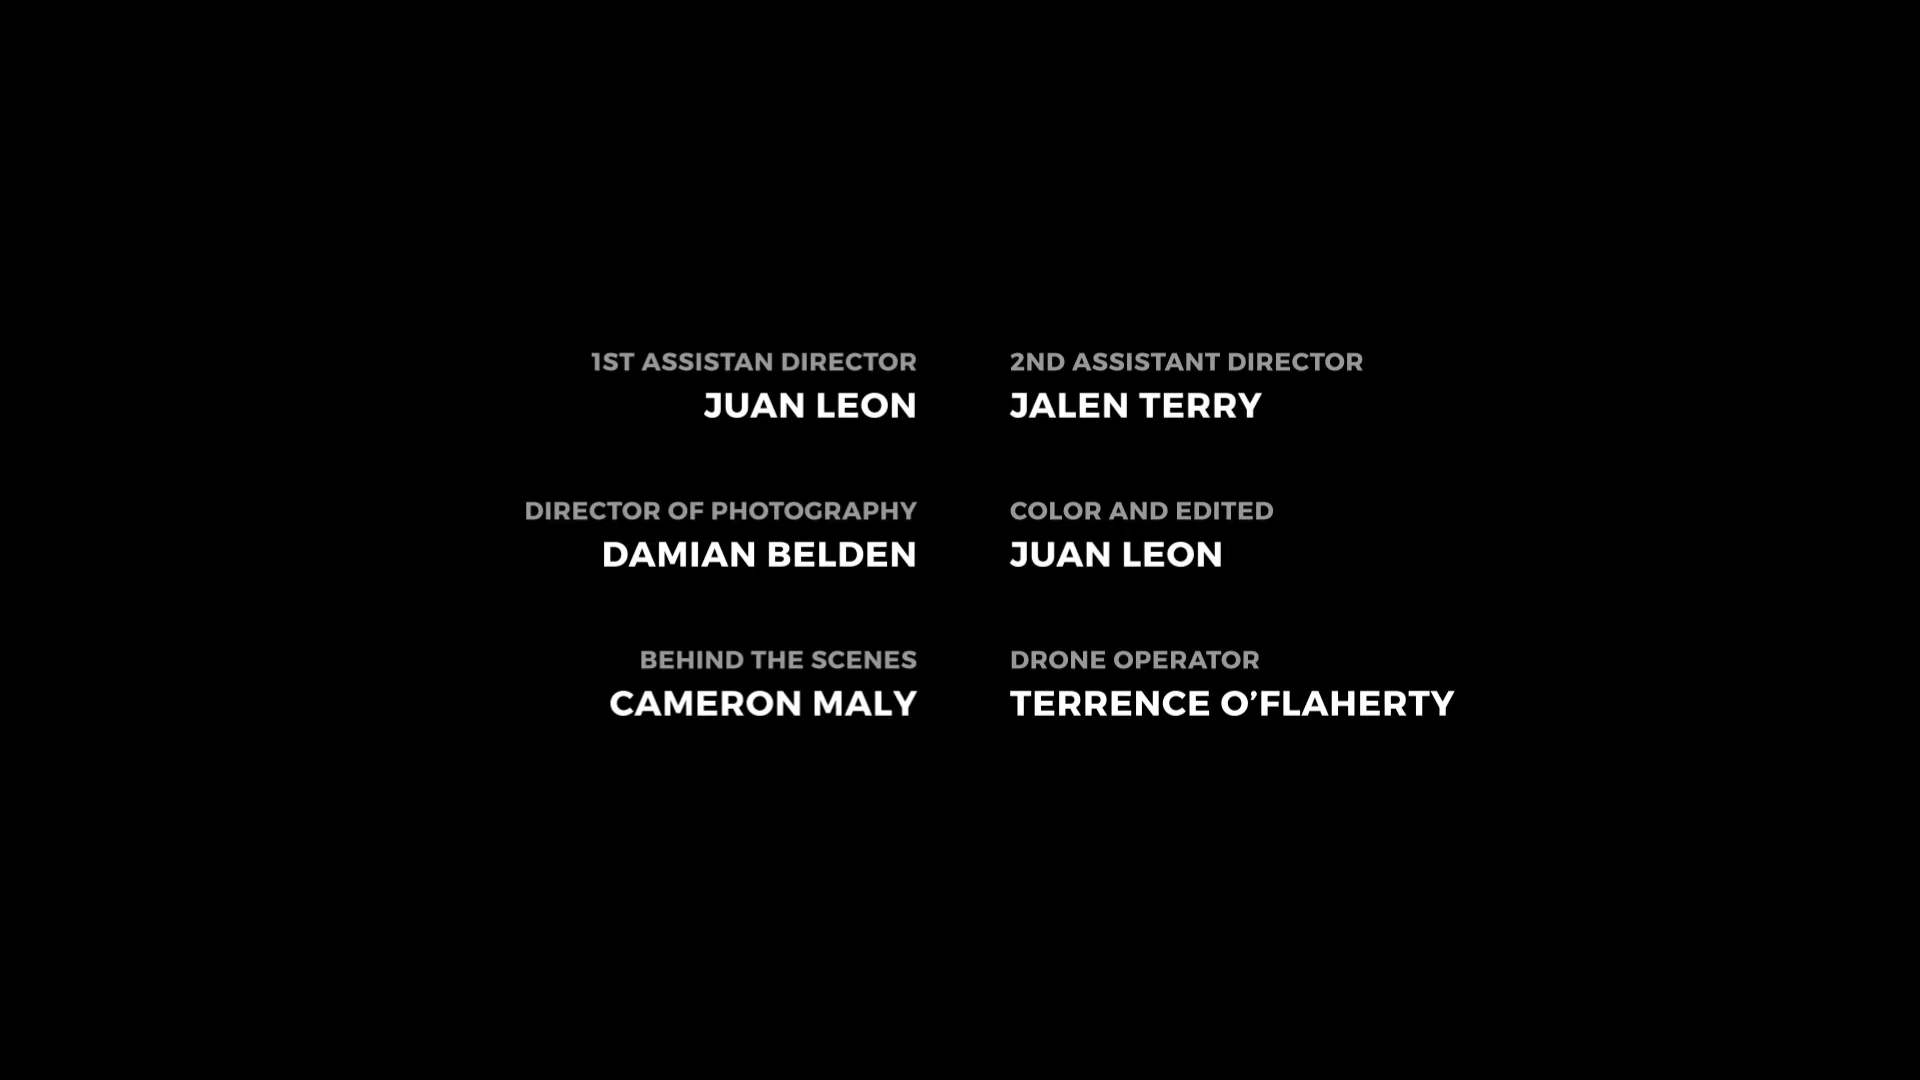 1ST ASSISTAN DIRECTOR
JUAN LEON
2ND ASSISTANT DIRECTOR
JALEN TERRY
DIRECTOR OF PHOTOGRAPHY
DAMIAN BELDEN
COLOR AND EDITED
JUAN LEON
BEHIND THE SCENES
CAMERON MALY
DRONE OPERATOR
TERRENCE O’FLAHERTY